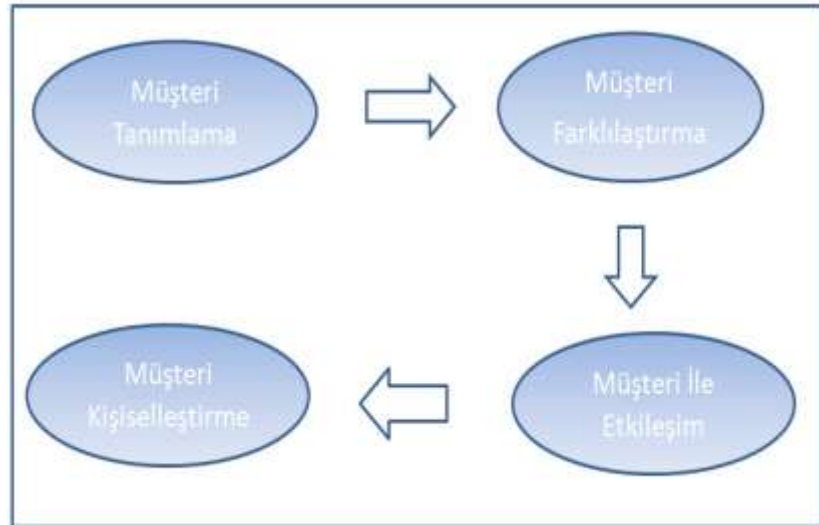 Müşteri
Tanımlama
Müşteri
Farklılaştırma
Müşteri İle
Etkileşim
Müşteri
Kişiselleştirme